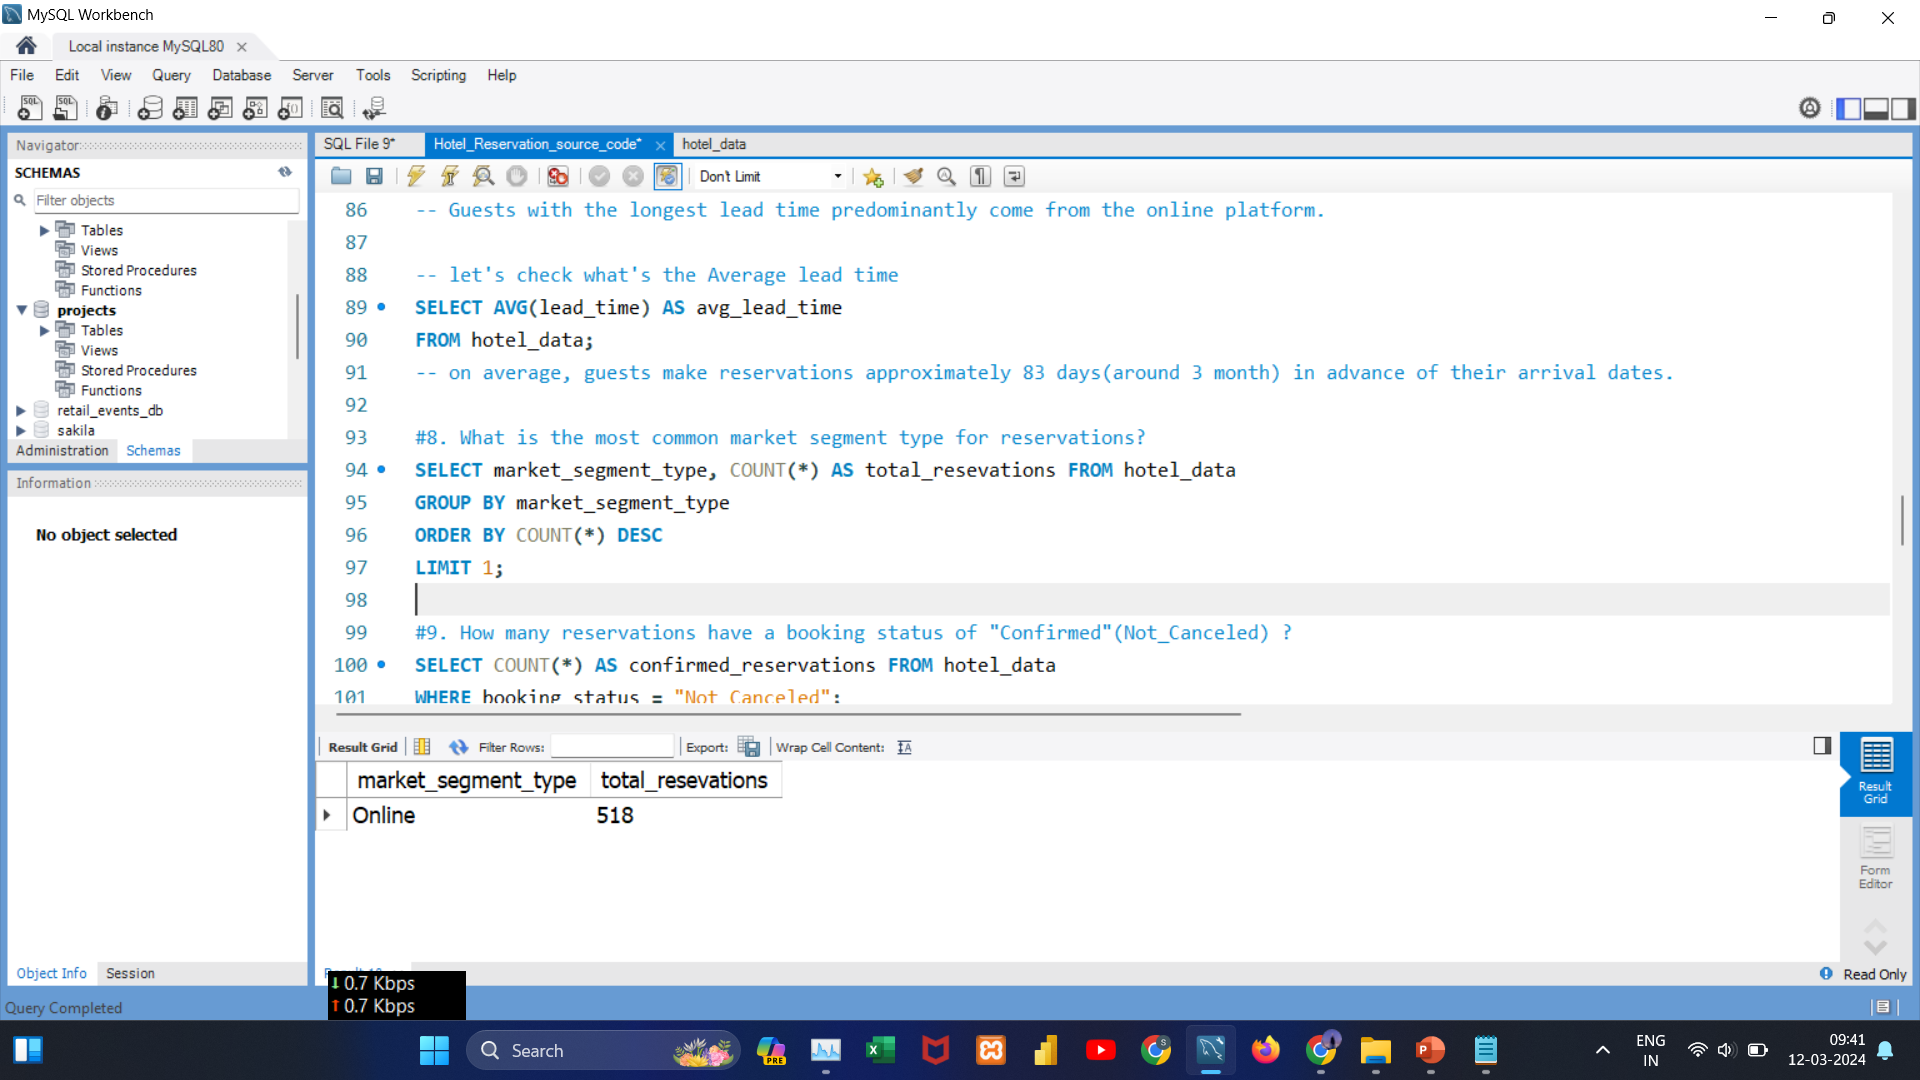 MySQL Workbench
Local instance MySQL80
File Edit View Query Database Server Tools Scripting Help
Navigator
SCHEMAS
Filter objects
Tables
Views
Stored Procedures
Functions
projects
Tables
Views
Stored Procedures
Functions
retail_events_db
sakila
Administration Schemas
Information
No object selected
Object Info Session
SQL File 9* Hotel_Reservation_source_code* hotel_data
Don't Limit
86 -- Guests with the longest lead time predominantly come from the online platform.
87
88 -- let's check what's the Average lead time
89 SELECT AVG(lead_time) AS avg_lead_time
90 FROM hotel_data;
91 -- on average, guests make reservations approximately 83 days(around 3 month) in advance of their arrival dates.
92
93 #8. What is the most common market segment type for reservations?
94 SELECT market_segment_type, COUNT(*) AS total_resevations FROM hotel_data
95 GROUP BY market_segment_type
96 ORDER BY COUNT(*) DESC
97 LIMIT 1;
98
99 #9. How many reservations have a booking status of "Confirmed"(Not_Canceled) ?
100 SELECT COUNT(*) AS confirmed_reservations FROM hotel_data
101 WHERE booking_status = "Not_Canceled";
Result Grid Filter Rows: Export: Wrap Cell Content:
market_segment_type total_resevations
Online 518
Result Grid
Form Editor
Read Only
0.7 Kbps
0.7 Kbps
Query Completed
Search
PRE
ENG
IN
09:41
12-03-2024